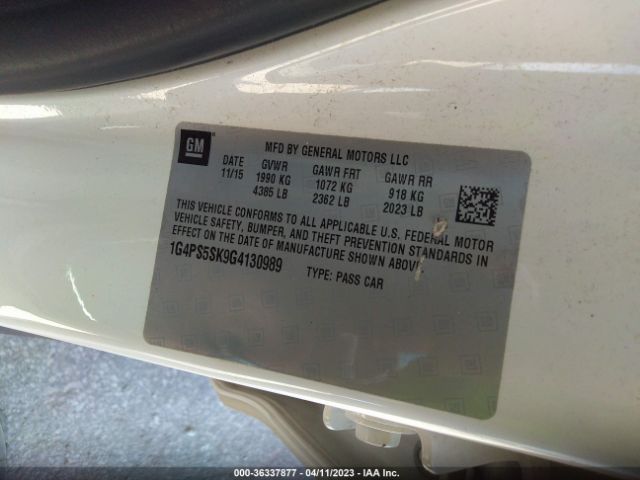 GM
MFD BY GENERAL MOTORS LLC
DATE GVWR GAWR FRT GAWR RR
11/15 1990 KG 1072 KG 918 KG
4385 LB 2362 LB 2023 LB
THIS VEHICLE CONFORMS TO ALL APPLICABLE U.S. FEDERAL MOTOR
VEHICLE SAFETY, BUMPER, AND THEFT PREVENTION STANDARDS IN
EFFECT ON THE DATE OF MANUFACTURE SHOWN ABOVE.
1G4PS5SK9G4130989 TYPE: PASS CAR
000-36337877 - 04/11/2023 - IAA Inc.